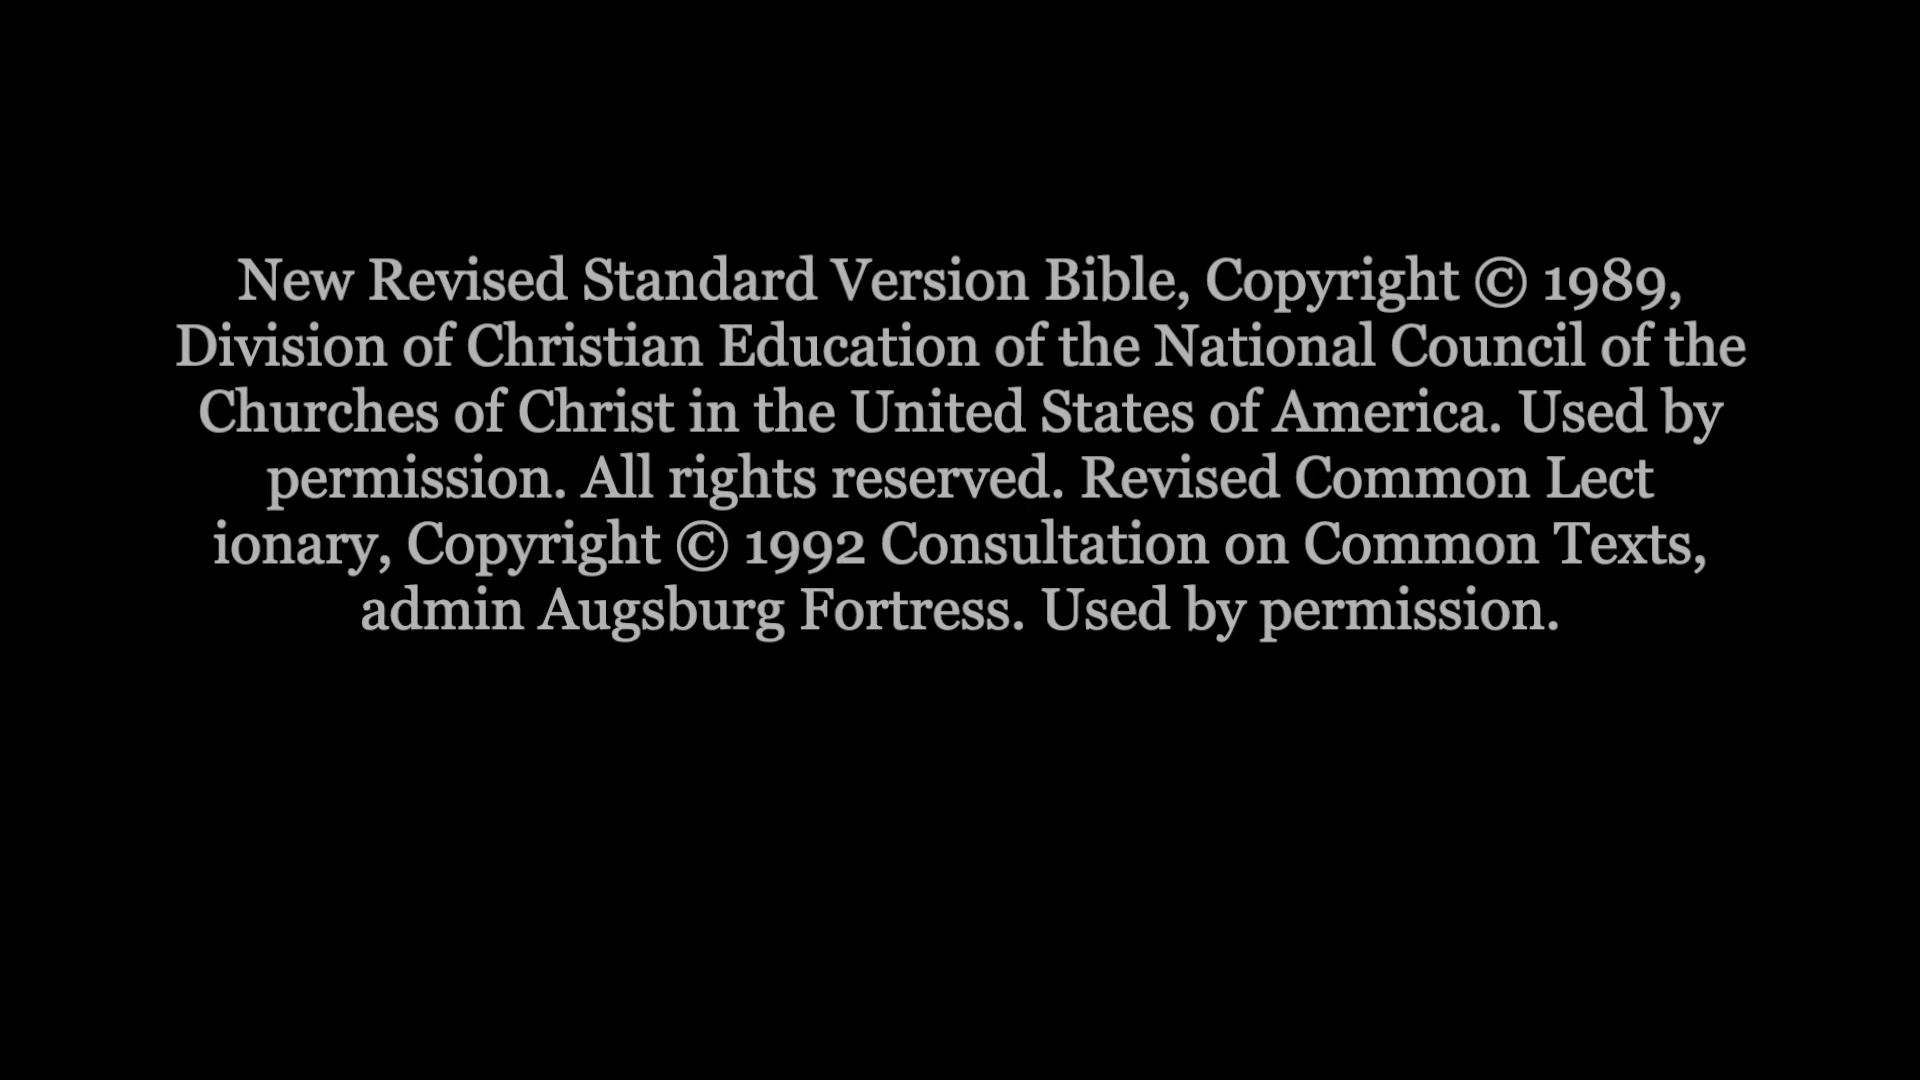 New Revised Standard Version Bible, Copyright © 1989,
Division of Christian Education of the National Council of the
Churches of Christ in the United States of America. Used by
permission. All rights reserved. Revised Common Lect
ionary, Copyright © 1992 Consultation on Common Texts,
admin Augsburg Fortress. Used by permission.